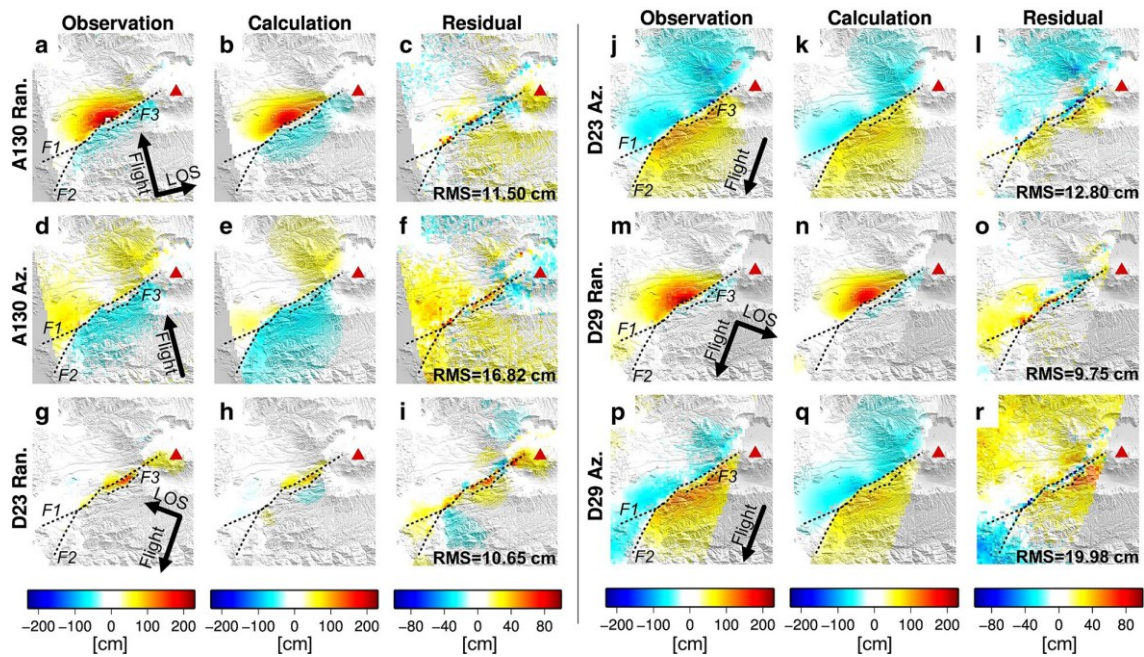 Observation Calculation Residual Observation Calculation Residual
a b c j k l
A130 Ran. D23 Az.
F3
F1 F1
Flight LOS Flight
F2 F2
RMS=11.50 cm RMS=12.80 cm
d e f m n o
A130 Az. D29 Ran.
F3 F3
F1 F1
Flight Flight LOS
F2 F2
RMS=16.82 cm RMS=9.75 cm
g h i p q r
D23 Ran. D29 Az.
F3 F3
F1 LOS F1
Flight Flight
F2 F2
RMS=10.65 cm RMS=19.98 cm
−200 −100 0 100 200 −200 −100 0 100 200 −80 −40 0 40 80 −200 −100 0 100 200 −200 −100 0 100 200 −80 −40 0 40 80
[cm] [cm] [cm] [cm] [cm] [cm]